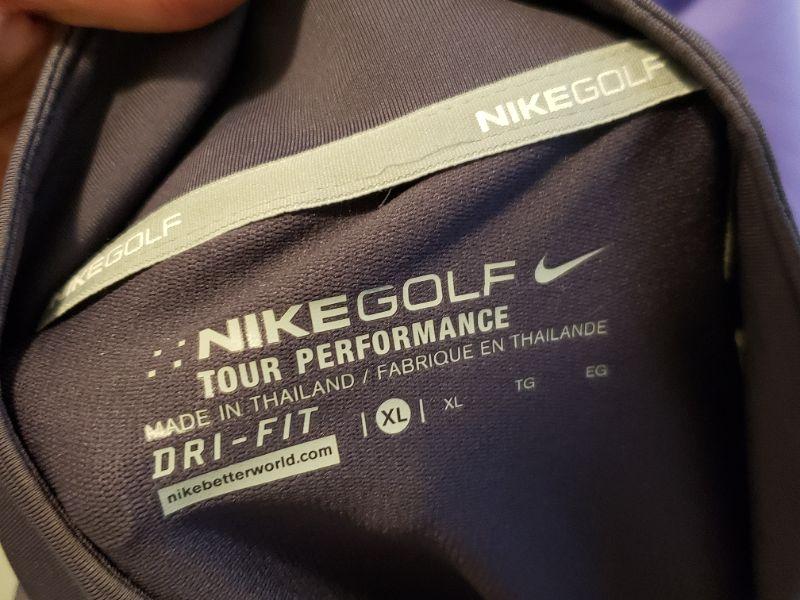 NIKEGOLF
NIKEGOLF
NIKEGOLF
TOUR PERFORMANCE
MADE IN THAILAND / FABRIQUE EN THAILANDE
DRI-FIT | XL | XL TG EG
nikebetterworld.com